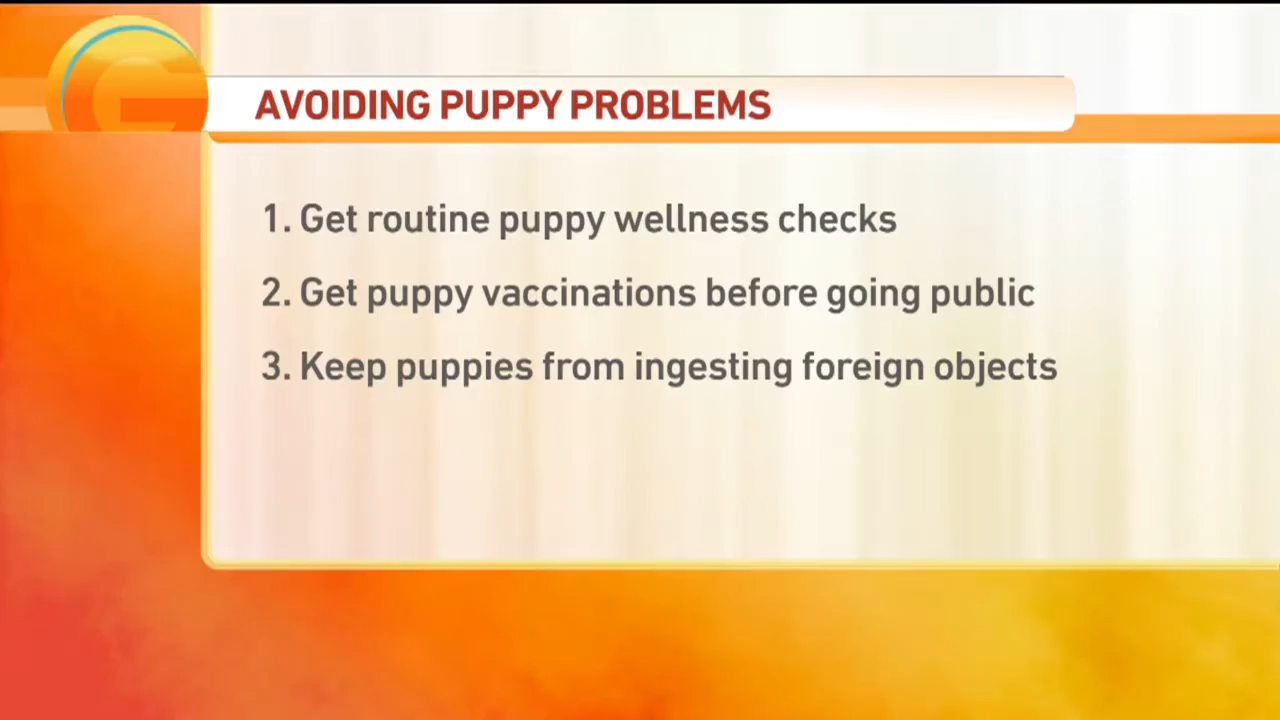 AVOIDING PUPPY PROBLEMS
1. Get routine puppy wellness checks
2. Get puppy vaccinations before going public
3. Keep puppies from ingesting foreign objects